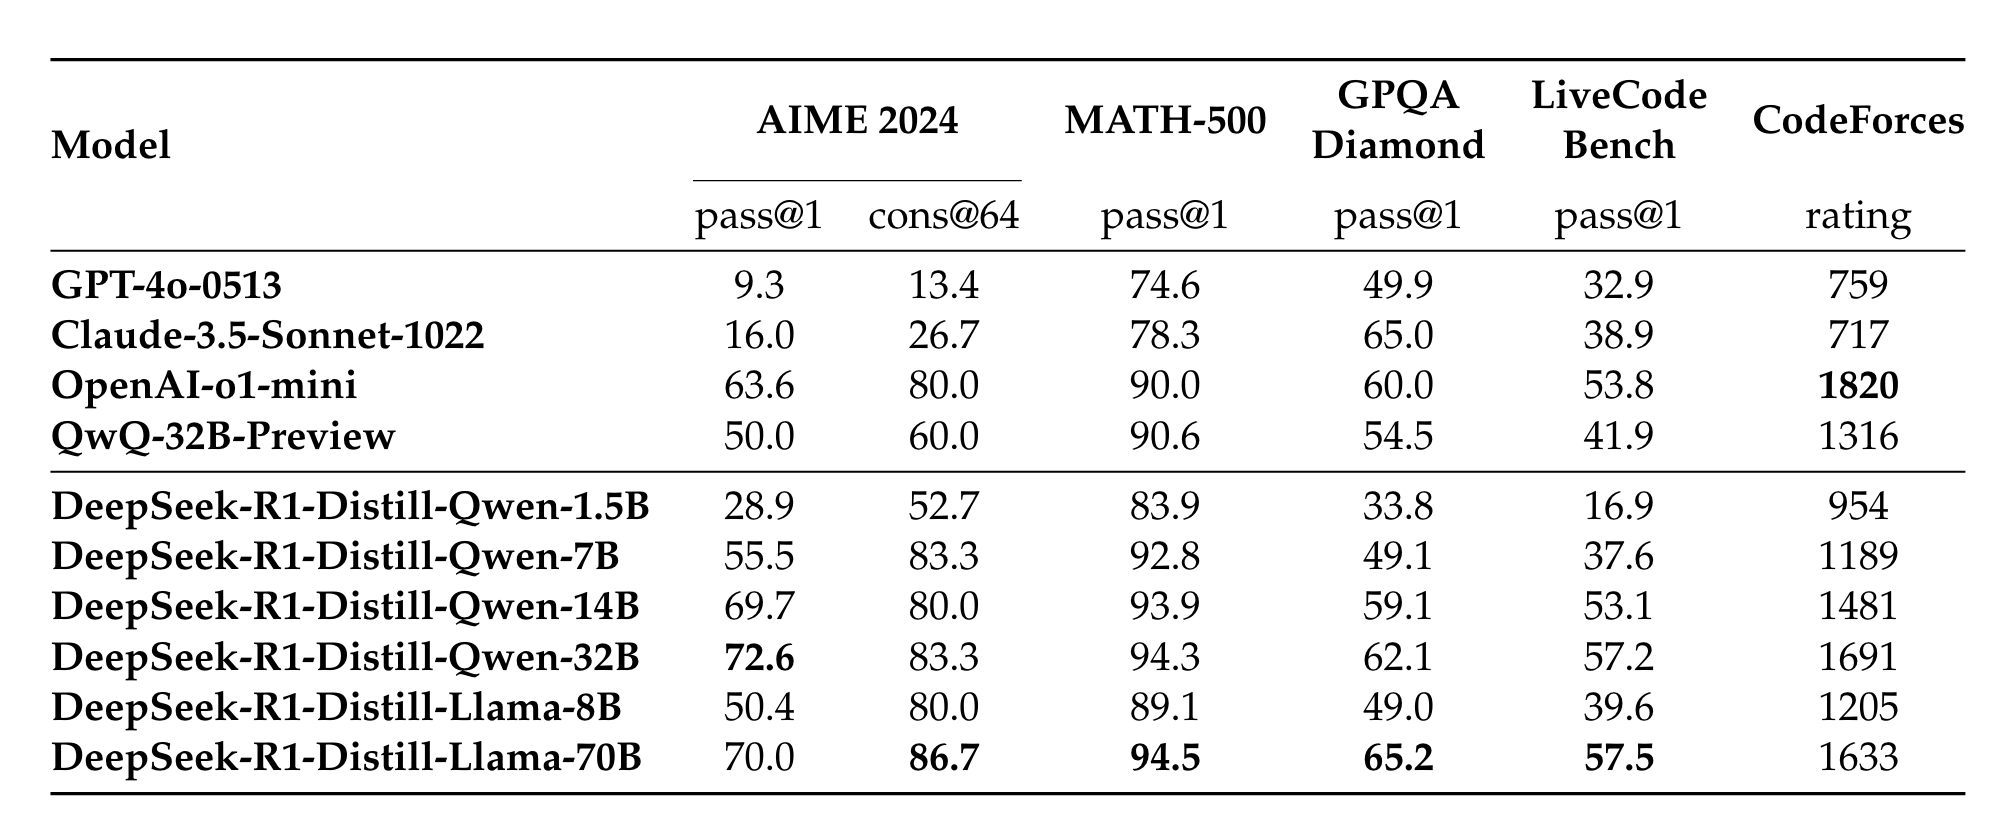 Model AIME 2024 MATH-500 GPQA Diamond LiveCode Bench CodeForces
pass@1 cons@64 pass@1 pass@1 pass@1 rating
GPT-4o-0513 9.3 13.4 74.6 49.9 32.9 759
Claude-3.5-Sonnet-1022 16.0 26.7 78.3 65.0 38.9 717
OpenAI-o1-mini 63.6 80.0 90.0 60.0 53.8 1820
QwQ-32B-Preview 50.0 60.0 90.6 54.5 41.9 1316
DeepSeek-R1-Distill-Qwen-1.5B 28.9 52.7 83.9 33.8 16.9 954
DeepSeek-R1-Distill-Qwen-7B 55.5 83.3 92.8 49.1 37.6 1189
DeepSeek-R1-Distill-Qwen-14B 69.7 80.0 93.9 59.1 53.1 1481
DeepSeek-R1-Distill-Qwen-32B 72.6 83.3 94.3 62.1 57.2 1691
DeepSeek-R1-Distill-Llama-8B 50.4 80.0 89.1 49.0 39.6 1205
DeepSeek-R1-Distill-Llama-70B 70.0 86.7 94.5 65.2 57.5 1633